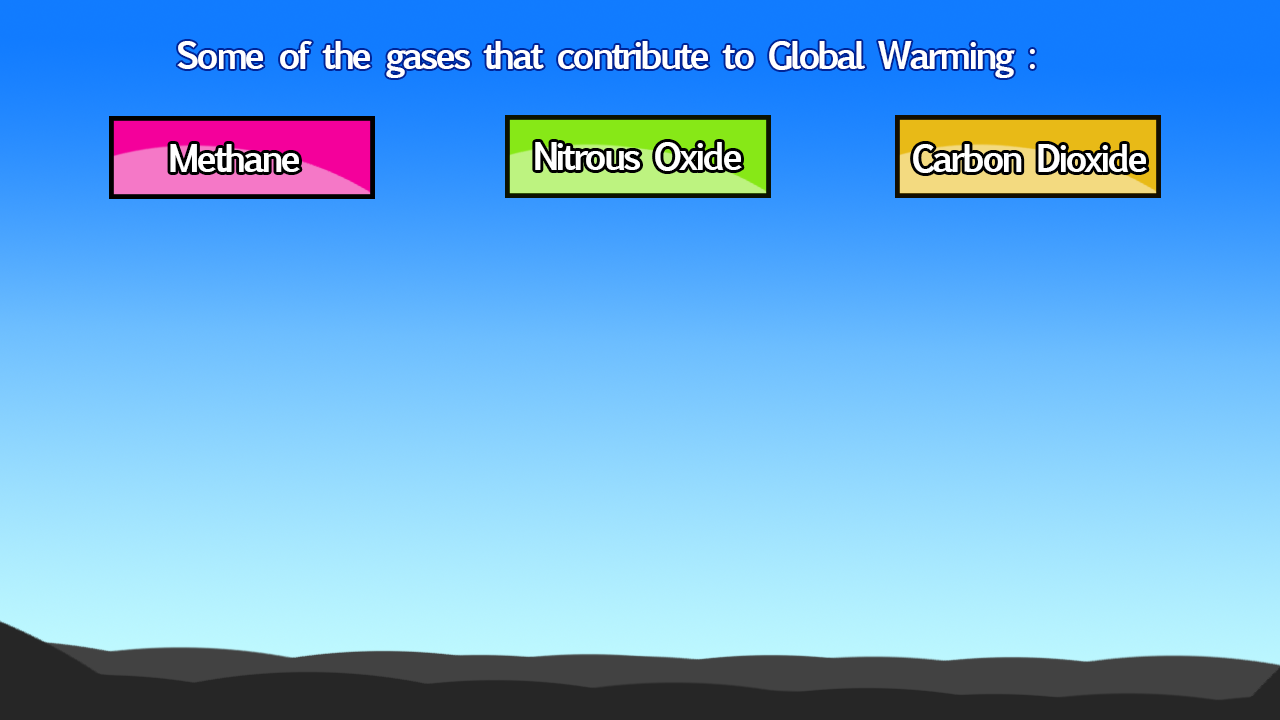 Some of the gases that contribute to Global Warming :
Methane
Nitrous Oxide
Carbon Dioxide